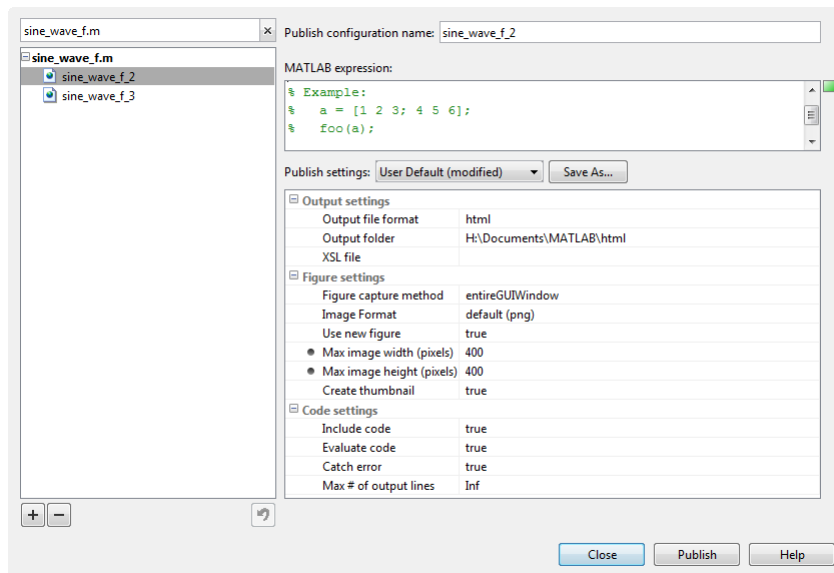 sine_wave_f.m
sine_wave_f.m
sine_wave_f_2
sine_wave_f_3
Publish configuration name: sine_wave_f_2
MATLAB expression:
% Example:
%   a = [1 2 3; 4 5 6];
%   foo(a);
Publish settings: User Default (modified) Save As...
Output settings
Output file format html
Output folder H:\Documents\MATLAB\html
XSL file
Figure settings
Figure capture method entireGUIWindow
Image Format default (png)
Use new figure true
Max image width (pixels) 400
Max image height (pixels) 400
Create thumbnail true
Code settings
Include code true
Evaluate code true
Catch error true
Max # of output lines Inf
Close Publish Help